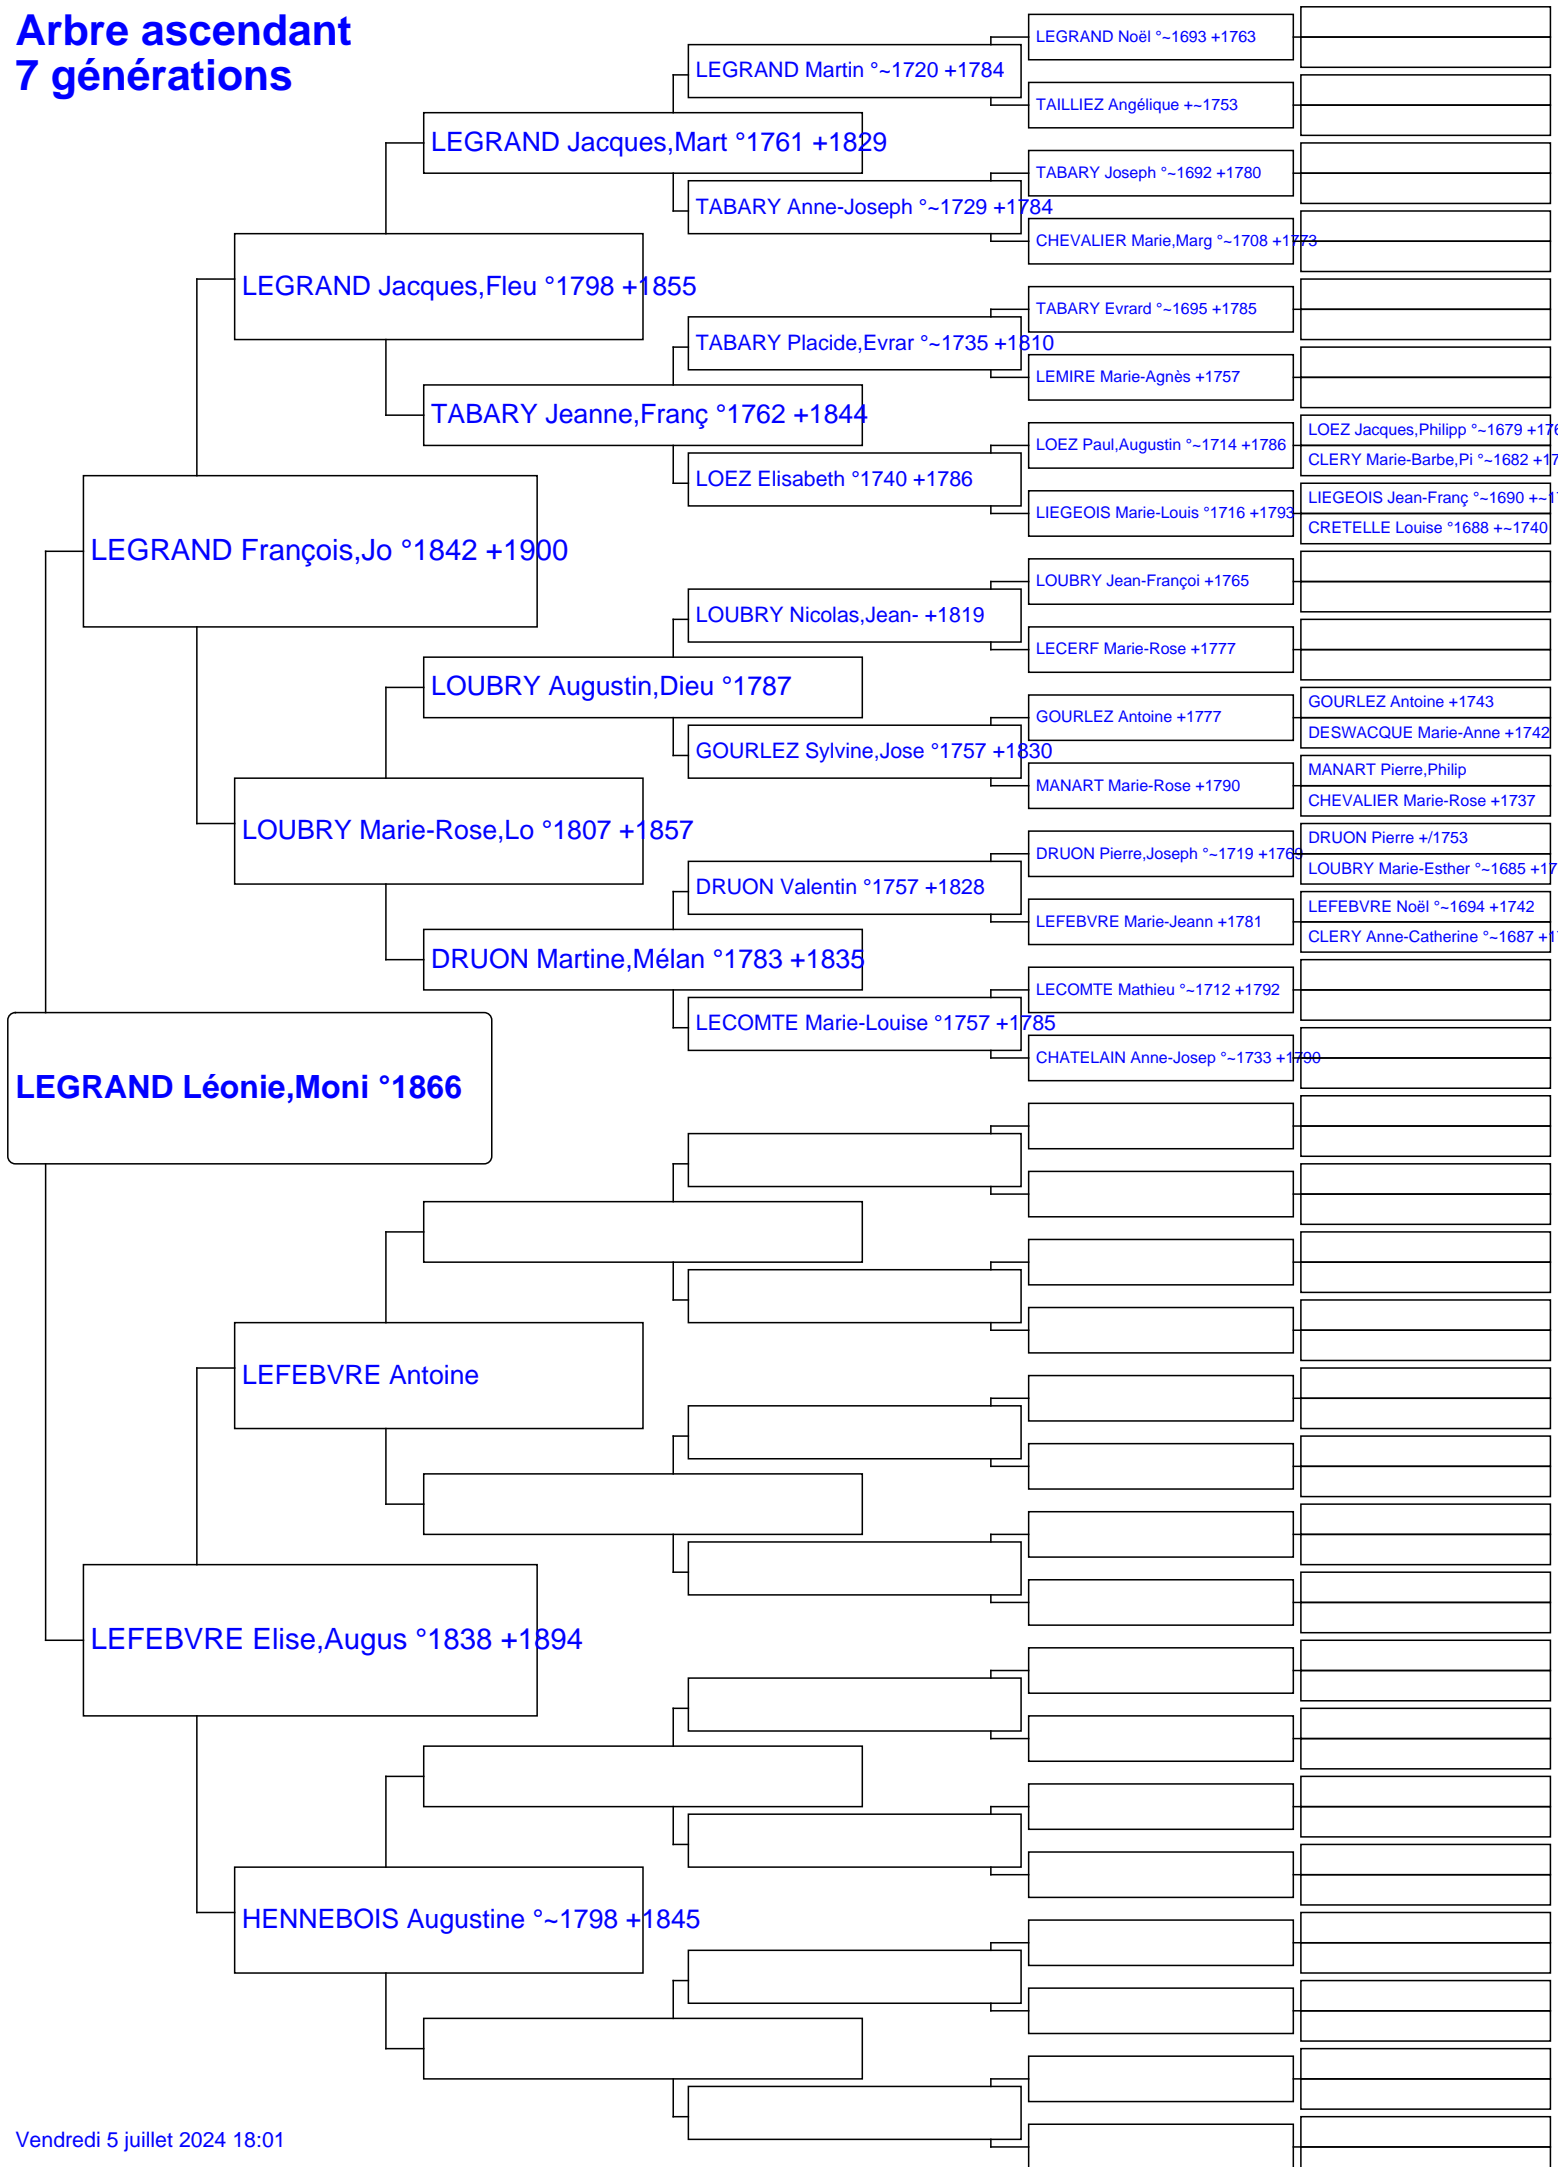 Arbre ascendant
7 générations
LEGRAND Léonie,Moni °1866
LEGRAND François,Jo °1842 +1900
LEFEBVRE Elise,Augus °1838 +1894
LEGRAND Jacques,Fleu °1798 +1855
LOUBRY Marie-Rose,Lo °1807 +1857
LEFEBVRE Antoine
HENNEBOIS Augustine °~1798 +1845
LEGRAND Jacques,Mart °1761 +1829
TABARY Jeanne,Franç °1762 +1844
LOUBRY Augustin,Dieu °1787
DRUON Martine,Mélan °1783 +1835
LEGRAND Martin °~1720 +1784
TABARY Anne-Joseph °~1729 +1784
TABARY Placide,Evrar °~1735 +1810
LOEZ Elisabeth °1740 +1786
LOUBRY Nicolas,Jean- +1819
GOURLEZ Sylvine,Jose °1757 +1830
DRUON Valentin °1757 +1828
LECOMTE Marie-Louise °1757 +1785
LEGRAND Noël °~1693 +1763
TAILLIEZ Angélique +~1753
TABARY Joseph °~1692 +1780
CHEVALIER Marie,Marg °~1708 +1773
TABARY Evrard °~1695 +1785
LEMIRE Marie-Agnès +1757
LOEZ Paul,Augustin °~1714 +1786
LIEGEOIS Marie-Louis °1716 +1793
LOUBRY Jean-Françoi +1765
LECERF Marie-Rose +1777
GOURLEZ Antoine +1777
MANART Marie-Rose +1790
DRUON Pierre,Joseph °~1719 +1769
LEFEBVRE Marie-Jeann +1781
LECOMTE Mathieu °~1712 +1792
CHATELAIN Anne-Josep °~1733 +1790
LOEZ Jacques,Philipp °~1679 +176
CLERY Marie-Barbe,Pi °~1682 +17
LIEGEOIS Jean-Franç °~1690 +~1
CRETELLE Louise °1688 +~1740
GOURLEZ Antoine +1743
DESWACQUE Marie-Anne +1742
MANART Pierre,Philip
CHEVALIER Marie-Rose +1737
DRUON Pierre +/1753
LOUBRY Marie-Esther °~1685 +17
LEFEBVRE Noël °~1694 +1742
CLERY Anne-Catherine °~1687 +1
Vendredi 5 juillet 2024 18:01